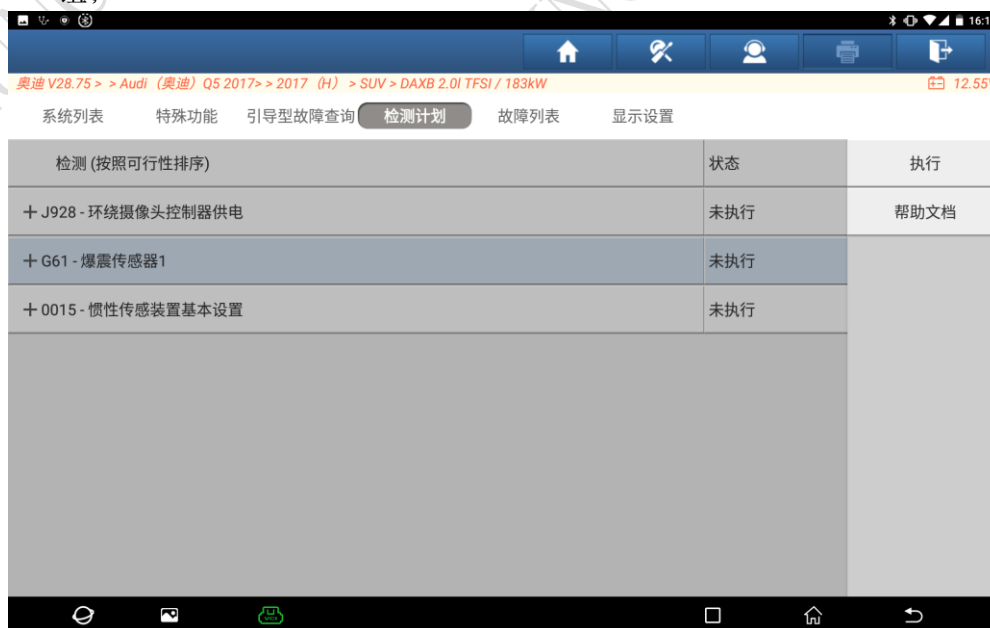 16:1
奥迪 V28.75 > > Audi（奥迪）Q5 2017> > 2017（H）> SUV > DAXB 2.0l TFSI / 183kW
12.55
系统列表 特殊功能 引导型故障查询 检测计划 故障列表 显示设置
检测 (按照可行性排序) 状态 执行
+ J928 - 环绕摄像头控制器供电 未执行 帮助文档
+ G61 - 爆震传感器1 未执行
+ 0015 - 惯性传感装置基本设置 未执行
VCI